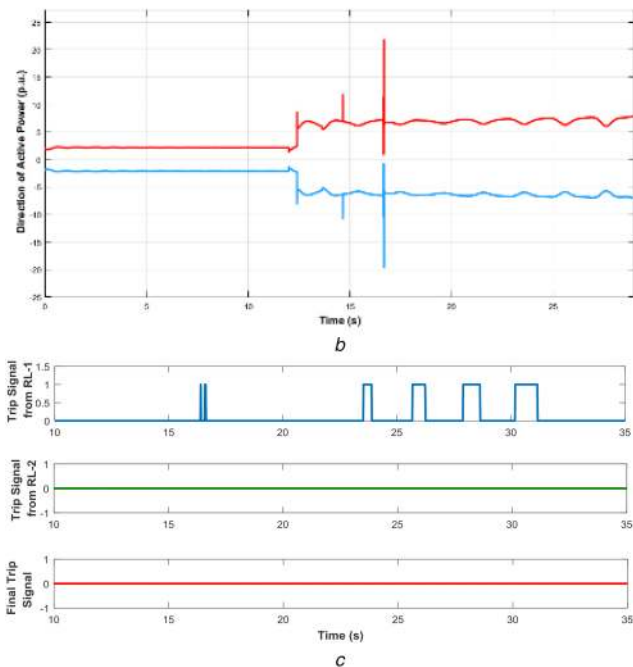 Direction of Active Power (p.u.)
25
20
15
10
5
0
-5
-10
-15
-20
-25
0 5 10 15 20 25
Time (s)
b
Trip Signal
from RL-1
1.5
1
0.5
0
10 15 20 25 30 35
Trip Signal
from RL-2
1
0
-1
10 15 20 25 30 35
Final Trip
Signal
1
0
-1
10 15 20 25 30 35
Time (s)
c